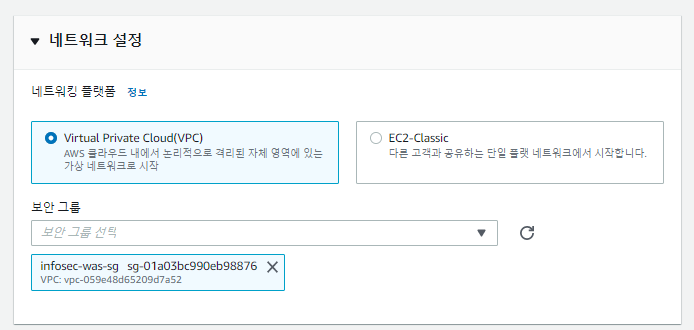 네트워크 설정
네트워킹 플랫폼 정보
Virtual Private Cloud(VPC)
AWS 클라우드 내에서 논리적으로 격리된 자체 영역에 있는
가상 네트워크로 시작
EC2-Classic
다른 고객과 공유하는 단일 플랫 네트워크에서 시작합니다.
보안 그룹
보안 그룹 선택
infosec-was-sg sg-01a03bc990eb98876
VPC: vpc-059e48d65209d7a52